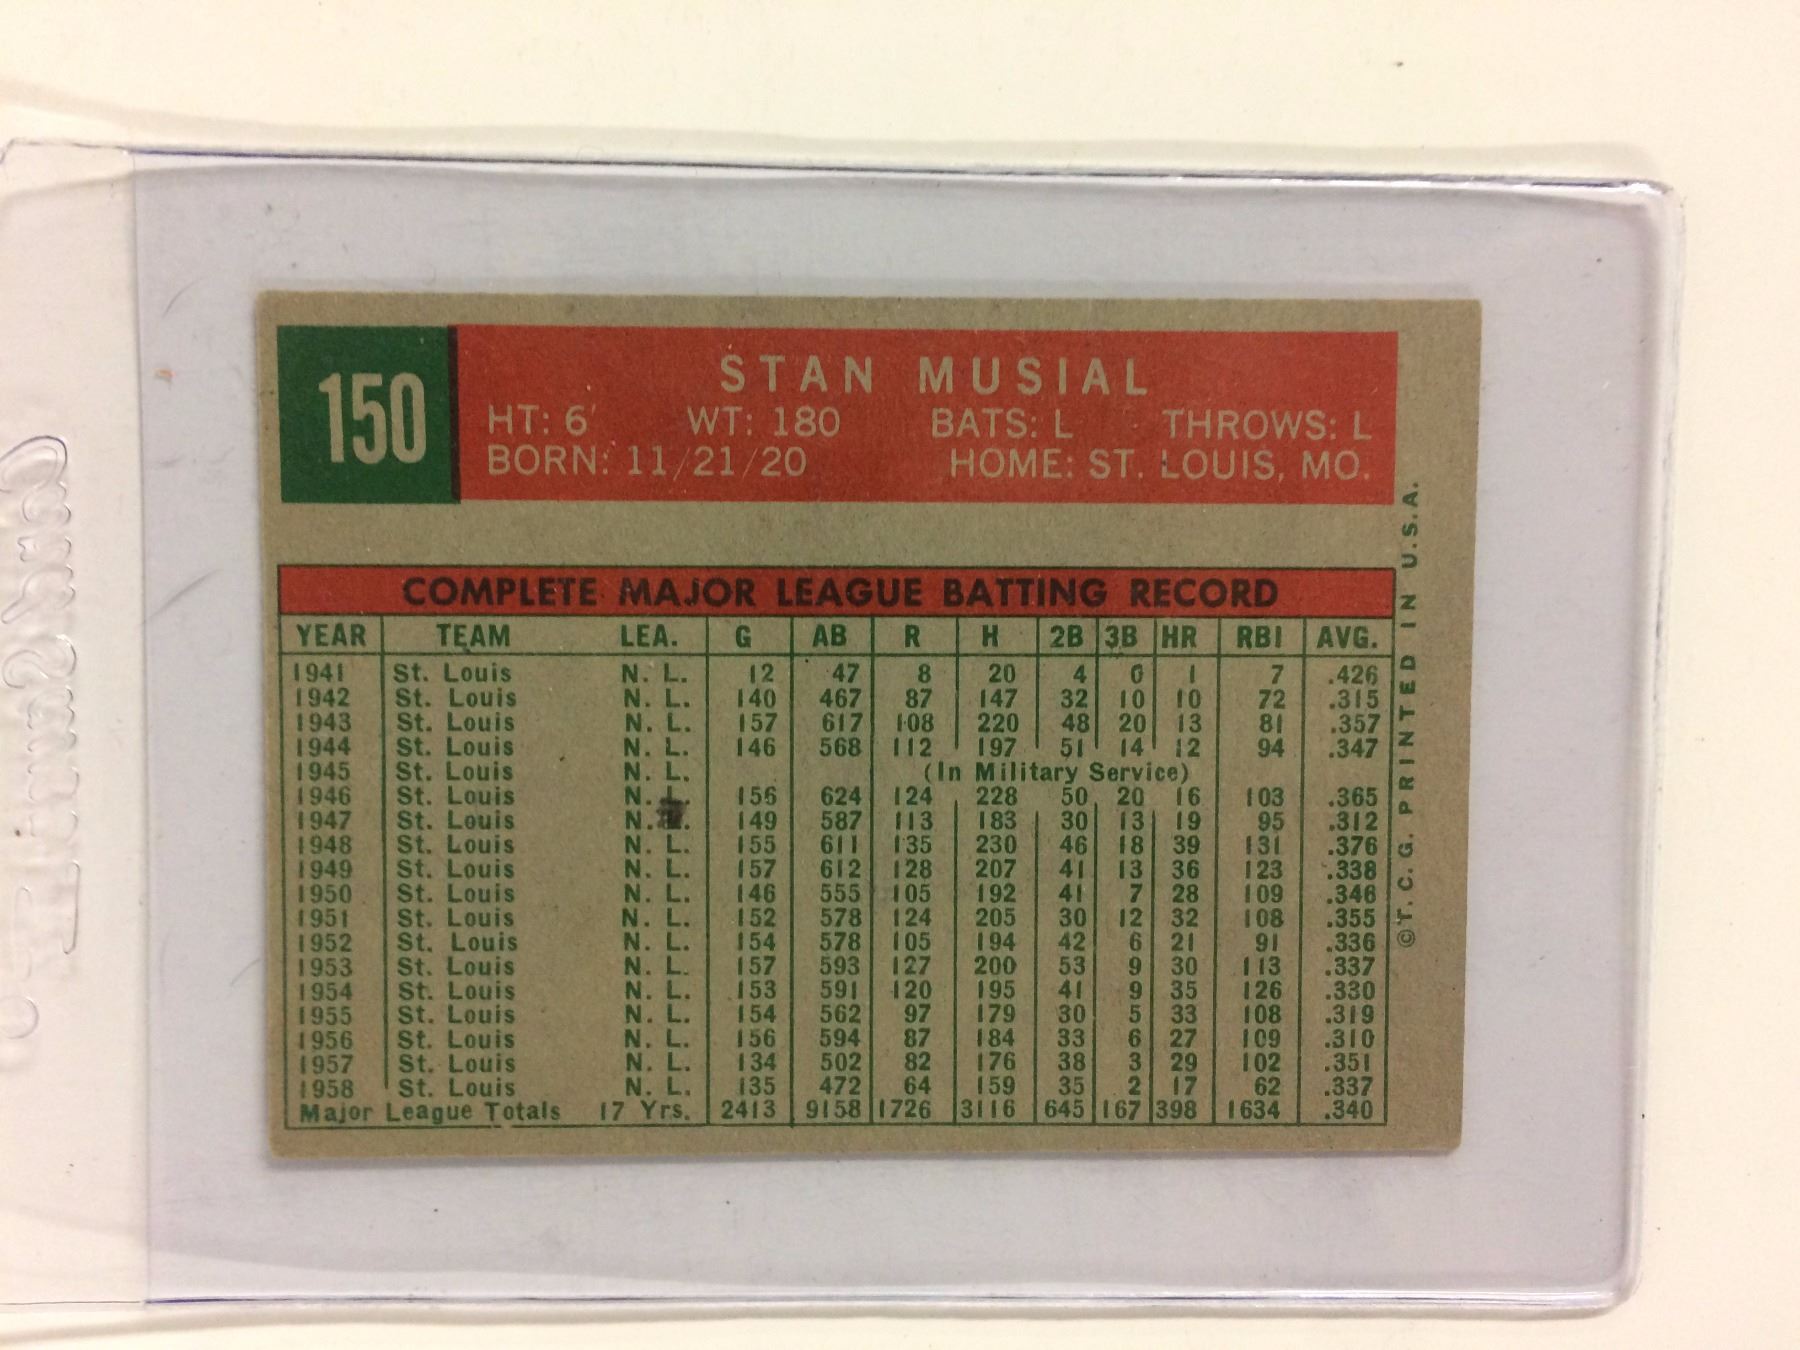 150
STAN MUSIAL
HT: 6' WT: 180 BATS: L THROWS: L
BORN: 11/21/20 HOME: ST. LOUIS, MO.
COMPLETE MAJOR LEAGUE BATTING RECORD
YEAR TEAM LEA. G AB R H 2B 3B HR RBI AVG.
1941 St. Louis N. L. 12 47 8 20 4 0 1 7 .426
1942 St. Louis N. L. 140 467 87 147 32 10 10 72 .315
1943 St. Louis N. L. 157 617 108 220 48 20 13 81 .357
1944 St. Louis N. L. 146 568 112 197 51 14 12 94 .347
1945 St. Louis N. L. (In Military Service)
1946 St. Louis N. L. 156 624 124 228 50 20 16 103 .365
1947 St. Louis N. L. 149 587 113 183 30 13 19 95 .312
1948 St. Louis N. L. 155 611 135 230 46 18 39 131 .376
1949 St. Louis N. L. 157 612 128 207 41 13 36 123 .338
1950 St. Louis N. L. 146 555 105 192 41 7 28 109 .346
1951 St. Louis N. L. 152 578 124 205 30 12 32 108 .355
1952 St. Louis N. L. 154 578 105 194 42 6 21 91 .336
1953 St. Louis N. L. 157 593 127 200 53 9 30 113 .337
1954 St. Louis N. L. 153 591 120 195 41 9 35 126 .330
1955 St. Louis N. L. 154 562 97 179 30 5 33 108 .319
1956 St. Louis N. L. 156 594 87 184 33 6 27 109 .310
1957 St. Louis N. L. 134 502 82 176 38 3 29 102 .351
1958 St. Louis N. L. 135 472 64 159 35 2 17 62 .337
Major League Totals 17 Yrs. 2413 9158 1726 3116 645 167 398 1634 .340
©T. C. G. PRINTED IN U.S.A.